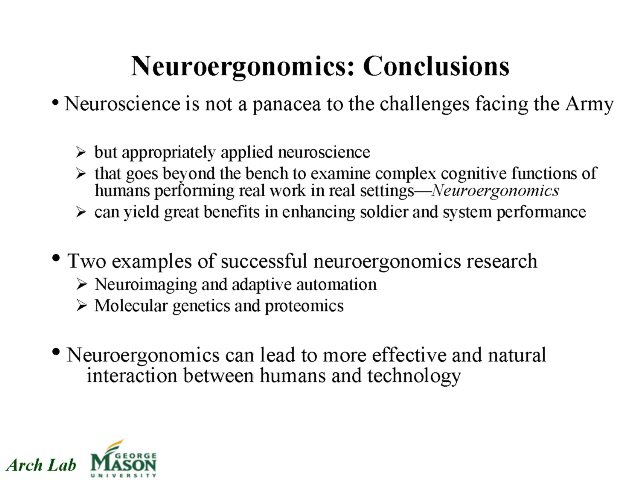 Neuroergonomics: Conclusions
• Neuroscience is not a panacea to the challenges facing the Army
➢ but appropriately applied neuroscience
➢ that goes beyond the bench to examine complex cognitive functions of
humans performing real work in real settings—Neuroergonomics
➢ can yield great benefits in enhancing soldier and system performance
• Two examples of successful neuroergonomics research
➢ Neuroimaging and adaptive automation
➢ Molecular genetics and proteomics
• Neuroergonomics can lead to more effective and natural
interaction between humans and technology
Arch Lab
GEORGE
MASON
UNIVERSITY